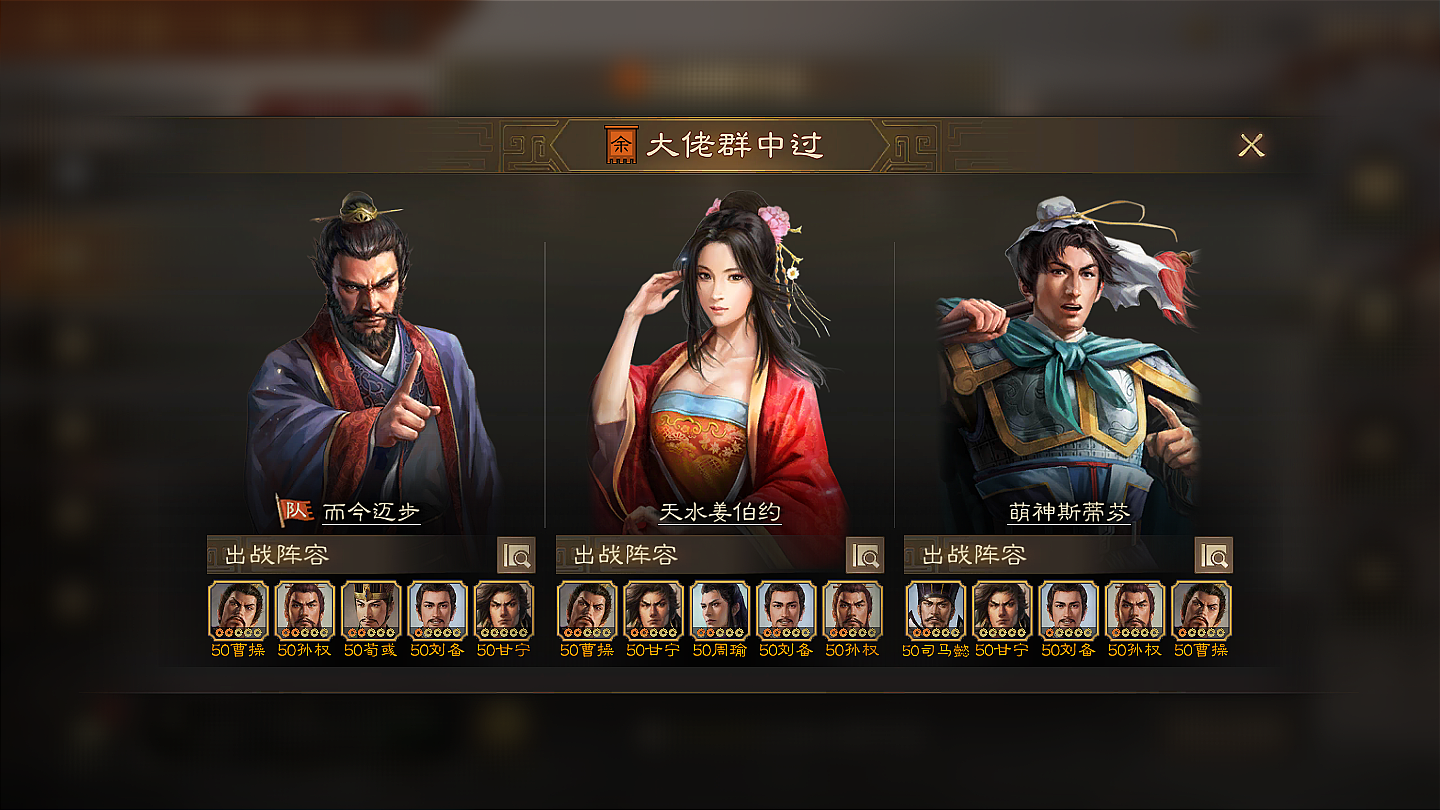 余 大佬群中过
队 而今迈步
天水姜伯约
萌神斯蒂芬
出战阵容
出战阵容
出战阵容
50曹操 50孙权 50荀彧 50刘备 50甘宁
50曹操 50甘宁 50周瑜 50刘备 50孙权
50司马懿 50甘宁 50刘备 50孙权 50曹操